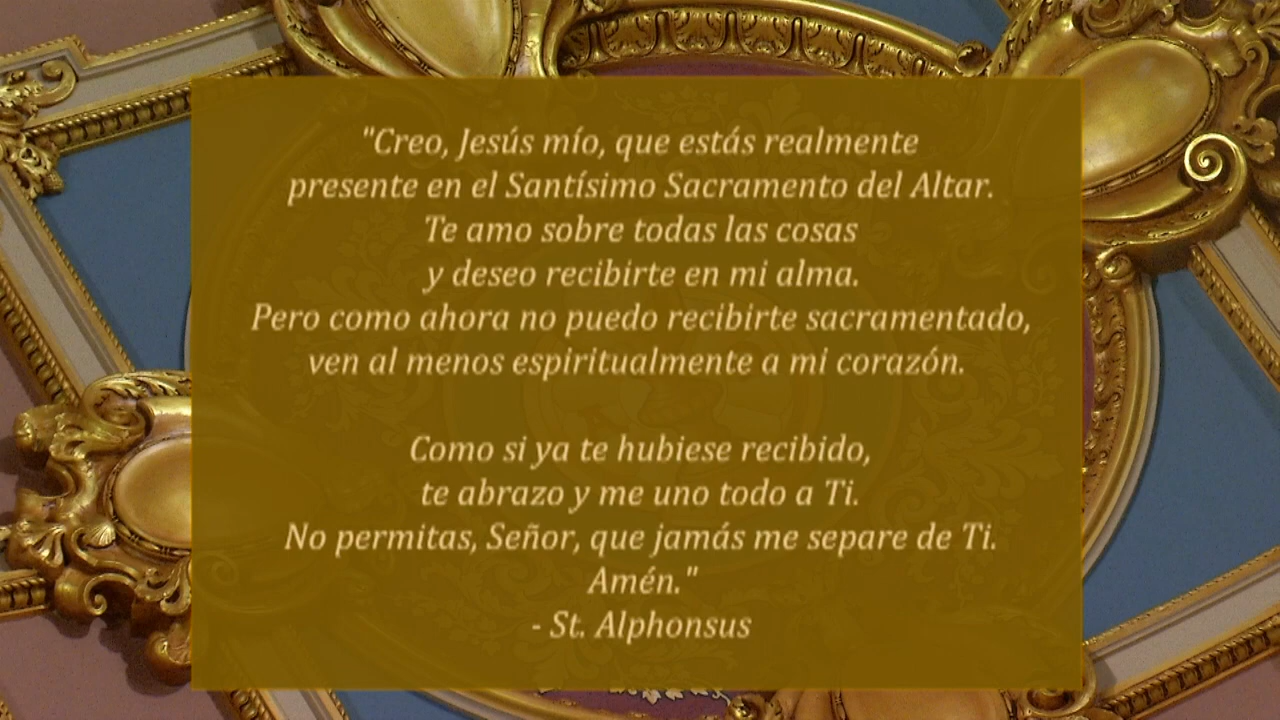 "Creo, Jesús mío, que estás realmente
presente en el Santísimo Sacramento del Altar.
Te amo sobre todas las cosas
y deseo recibirte en mi alma.
Pero como ahora no puedo recibirte sacramentado,
ven al menos espiritualmente a mi corazón.
Como si ya te hubiese recibido,
te abrazo y me uno todo a Ti.
No permitas, Señor, que jamás me separe de Ti.
Amén."
- St. Alphonsus